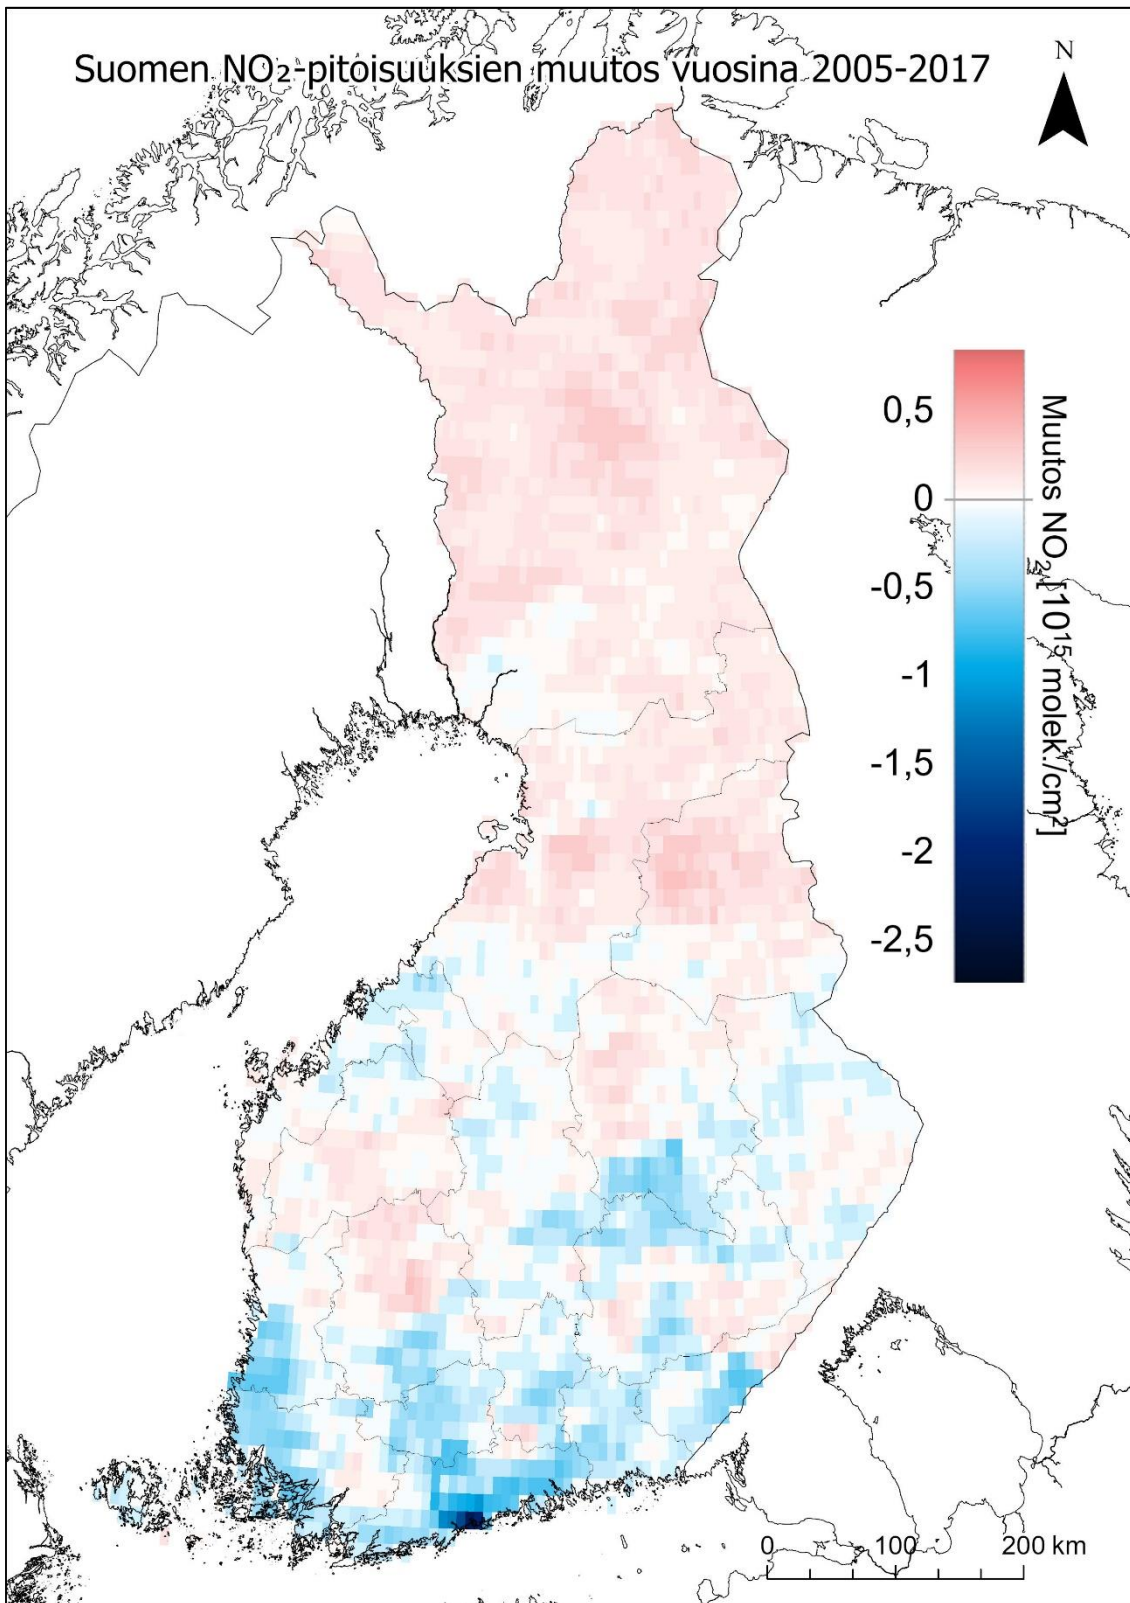 Suomen NO₂-pitoisuuksien muutos vuosina 2005-2017
N
0,5
0
-0,5
-1
-1,5
-2
-2,5
Muutos NO₂ [10¹⁵ molek./cm²]
0 100 200 km